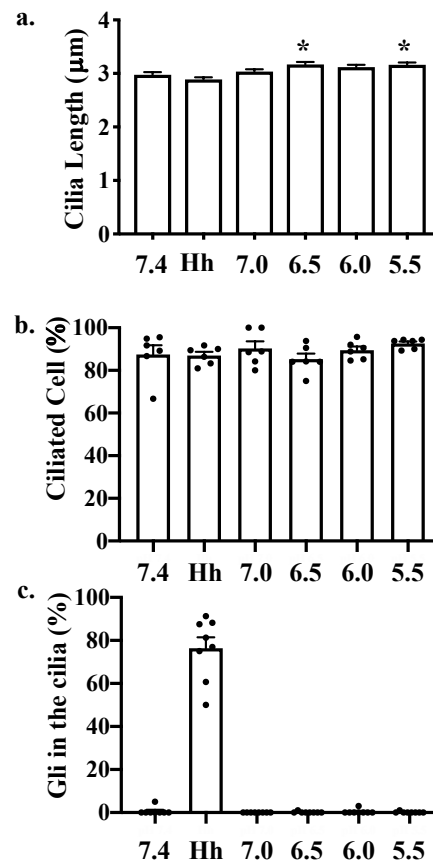 a.
Cilia Length (μm)
4
3
2
1
0
* *
7.4 Hh 7.0 6.5 6.0 5.5
b.
Ciliated Cell (%)
100
80
60
40
20
0
7.4 Hh 7.0 6.5 6.0 5.5
c.
Gli in the cilia (%)
100
80
60
40
20
0
7.4 Hh 7.0 6.5 6.0 5.5